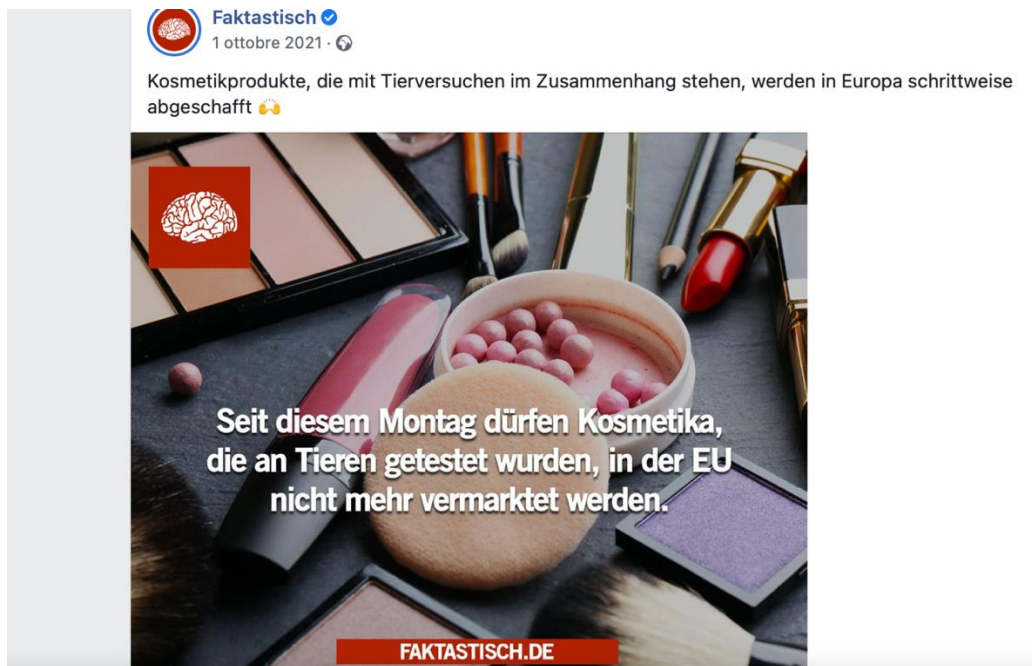 Faktastisch
1 ottobre 2021 ·
Kosmetikprodukte, die mit Tierversuchen im Zusammenhang stehen, werden in Europa schrittweise
abgeschafft 🙌
Seit diesem Montag dürfen Kosmetika,
die an Tieren getestet wurden, in der EU
nicht mehr vermarktet werden.
FAKTASTISCH.DE